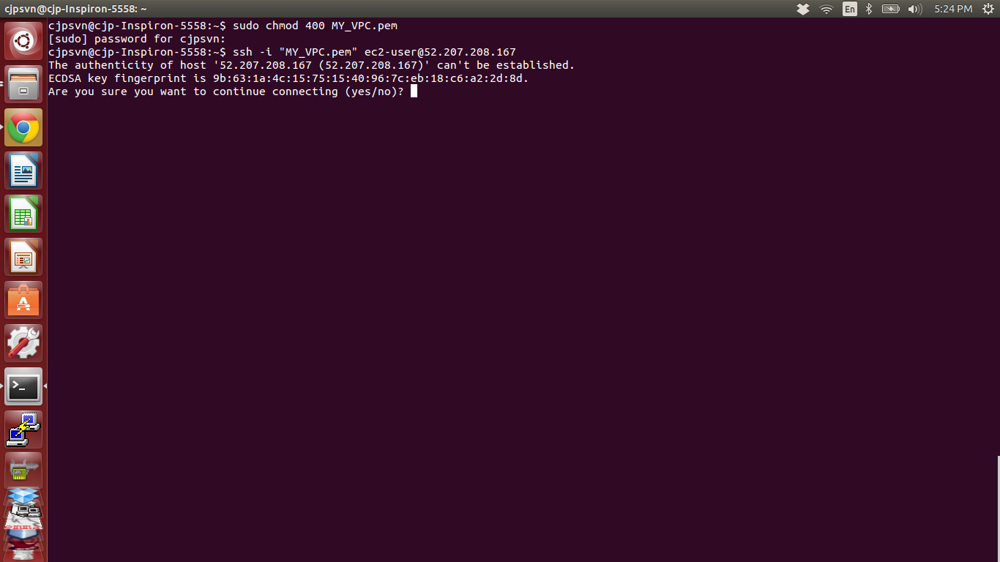 cjpsvn@cjp-Inspiron-5558: ~
En
5:24 PM
cjpsvn@cjp-Inspiron-5558:~$ sudo chmod 400 MY_VPC.pem
[sudo] password for cjpsvn:
cjpsvn@cjp-Inspiron-5558:~$ ssh -i "MY_VPC.pem" ec2-user@52.207.208.167
The authenticity of host '52.207.208.167 (52.207.208.167)' can't be established.
ECDSA key fingerprint is 9b:63:1a:4c:15:75:15:40:96:7c:eb:18:c6:a2:2d:8d.
Are you sure you want to continue connecting (yes/no)?